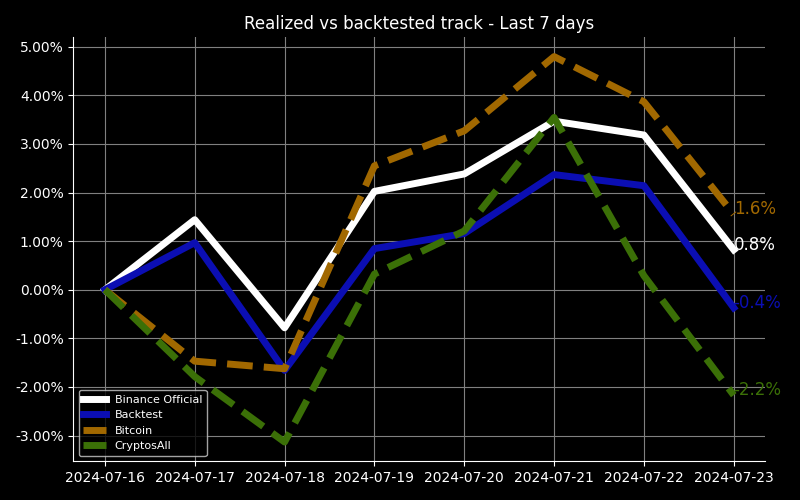 Realized vs backtested track - Last 7 days
5.00%
4.00%
3.00%
2.00%
1.00%
0.00%
-1.00%
-2.00%
-3.00%
1.6%
0.8%
-0.4%
-2.2%
Binance Official
Backtest
Bitcoin
CryptosAll
2024-07-16 2024-07-17 2024-07-18 2024-07-19 2024-07-20 2024-07-21 2024-07-22 2024-07-23